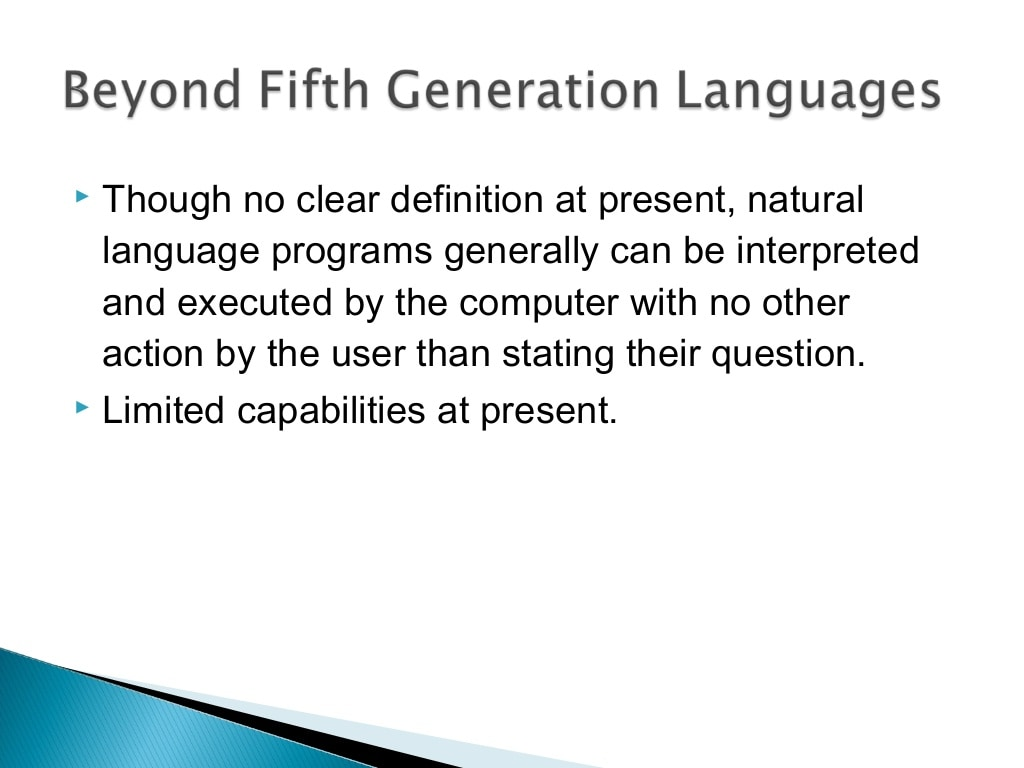 Beyond Fifth Generation Languages
Though no clear definition at present, natural
language programs generally can be interpreted
and executed by the computer with no other
action by the user than stating their question.
Limited capabilities at present.